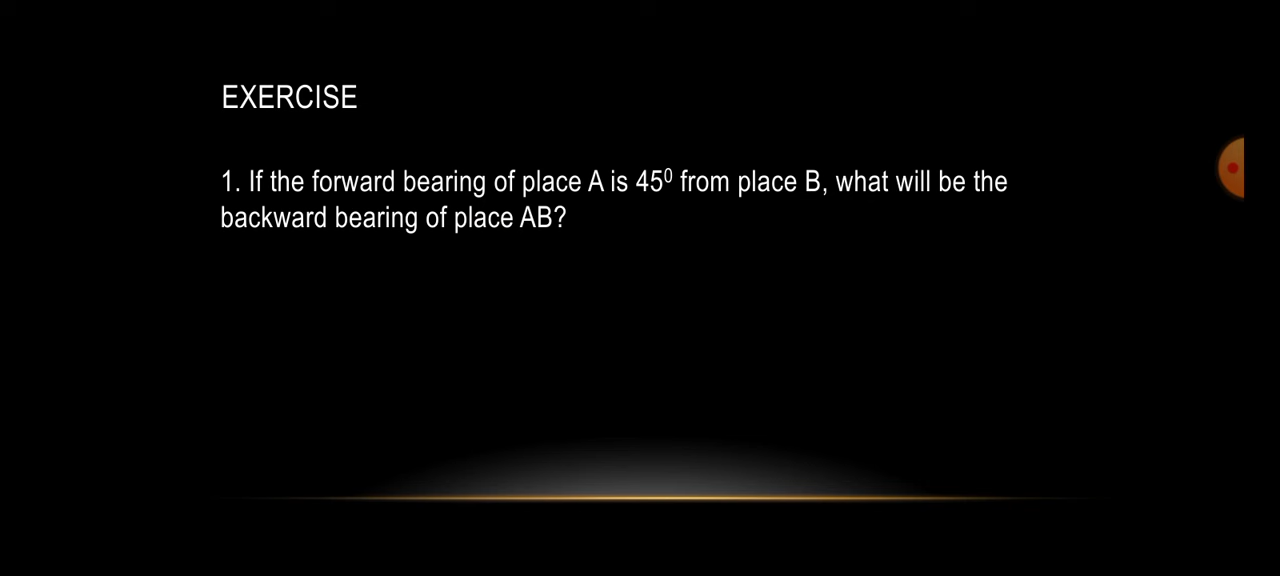 EXERCISE
1. If the forward bearing of place A is 45⁰ from place B, what will be the
backward bearing of place AB?